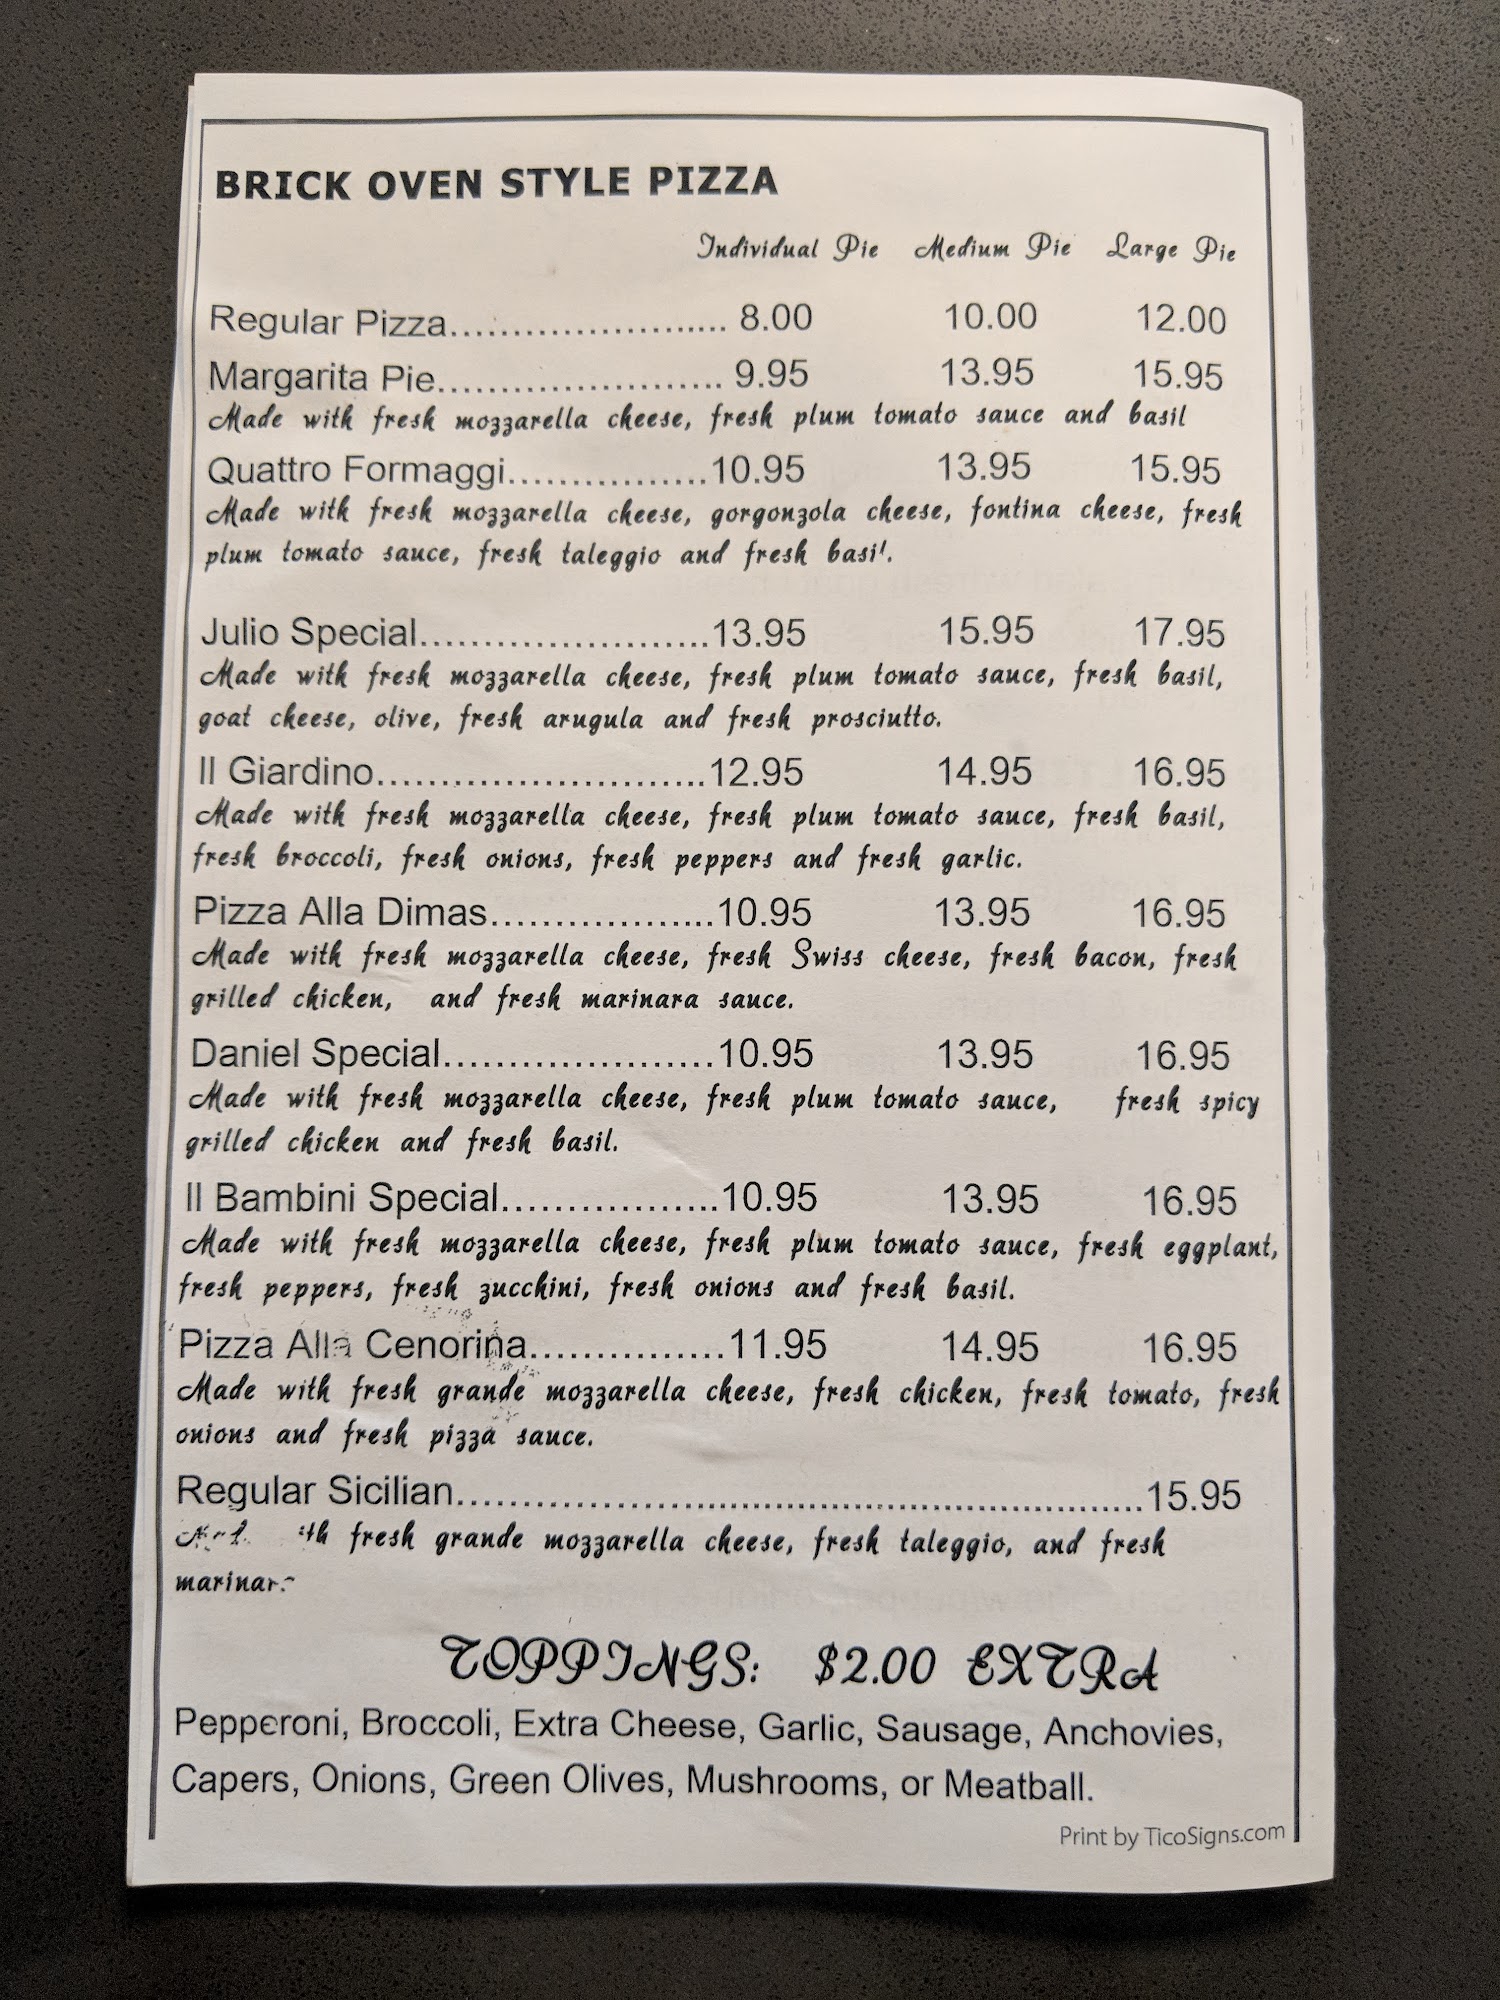 BRICK OVEN STYLE PIZZA
Individual Pie Medium Pie Large Pie
Regular Pizza...................... 8.00 10.00 12.00
Margarita Pie....................... 9.95 13.95 15.95
Made with fresh mozzarella cheese, fresh plum tomato sauce and basil
Quattro Formaggi................10.95 13.95 15.95
Made with fresh mozzarella cheese, gorgonzola cheese, fontina cheese, fresh
plum tomato sauce, fresh taleggio and fresh basil.
Julio Special.......................13.95 15.95 17.95
Made with fresh mozzarella cheese, fresh plum tomato sauce, fresh basil,
goat cheese, olive, fresh arugula and fresh prosciutto.
Il Giardino..........................12.95 14.95 16.95
Made with fresh mozzarella cheese, fresh plum tomato sauce, fresh basil,
fresh broccoli, fresh onions, fresh peppers and fresh garlic.
Pizza Alla Dimas..................10.95 13.95 16.95
Made with fresh mozzarella cheese, fresh Swiss cheese, fresh bacon, fresh
grilled chicken, and fresh marinara sauce.
Daniel Special.....................10.95 13.95 16.95
Made with fresh mozzarella cheese, fresh plum tomato sauce, fresh spicy
grilled chicken and fresh basil.
Il Bambini Special.................10.95 13.95 16.95
Made with fresh mozzarella cheese, fresh plum tomato sauce, fresh eggplant,
fresh peppers, fresh zucchini, fresh onions and fresh basil.
Pizza Alla Cenorina...............11.95 14.95 16.95
Made with fresh grande mozzarella cheese, fresh chicken, fresh tomato, fresh
onions and fresh pizza sauce.
Regular Sicilian......................................................15.95
fresh grande mozzarella cheese, fresh taleggio, and fresh
TOPPINGS: $2.00 EXTRA
Pepperoni, Broccoli, Extra Cheese, Garlic, Sausage, Anchovies,
Capers, Onions, Green Olives, Mushrooms, or Meatball.
Print by TicoSigns.com